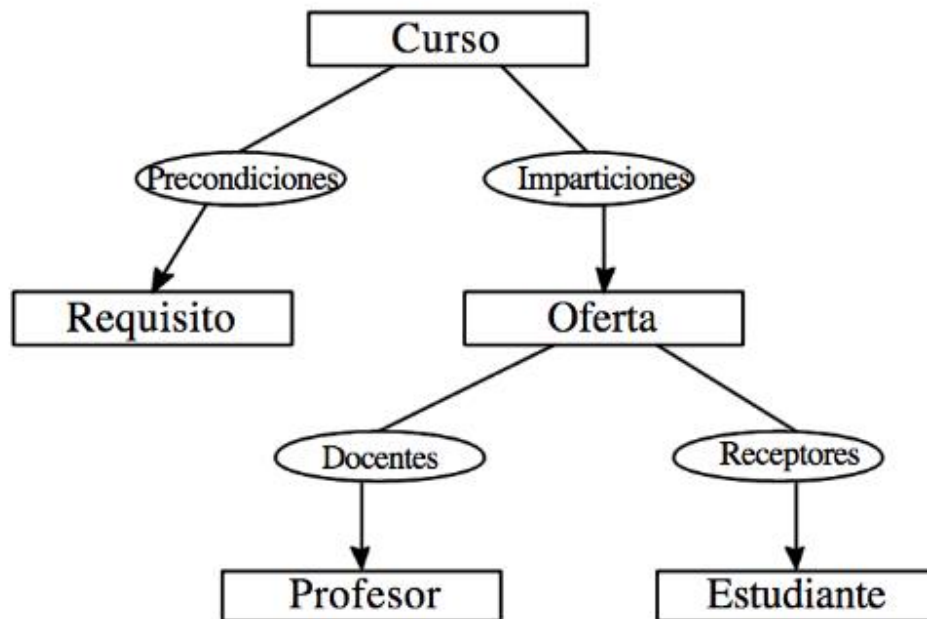 Curso
Precondiciones
Imparticiones
Requisito
Oferta
Docentes
Receptores
Profesor
Estudiante